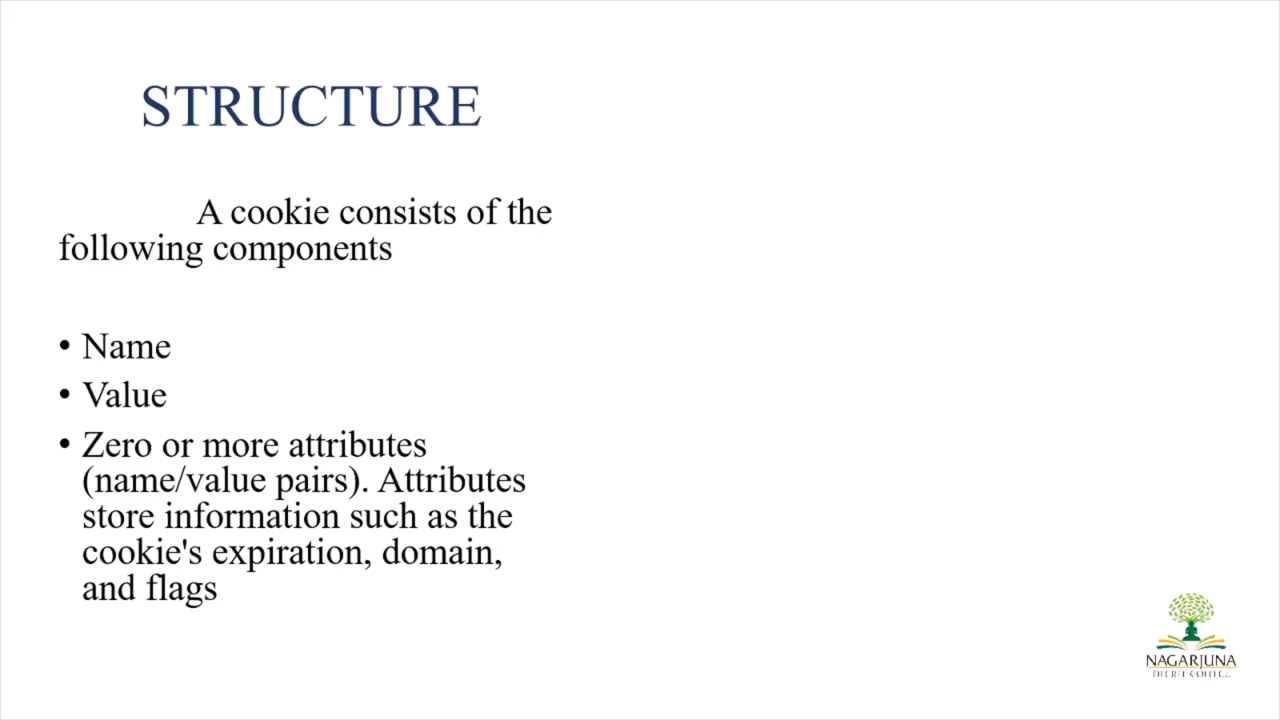 STRUCTURE
A cookie consists of the
following components
• Name
• Value
• Zero or more attributes
(name/value pairs). Attributes
store information such as the
cookie's expiration, domain,
and flags
NAGARJUNA